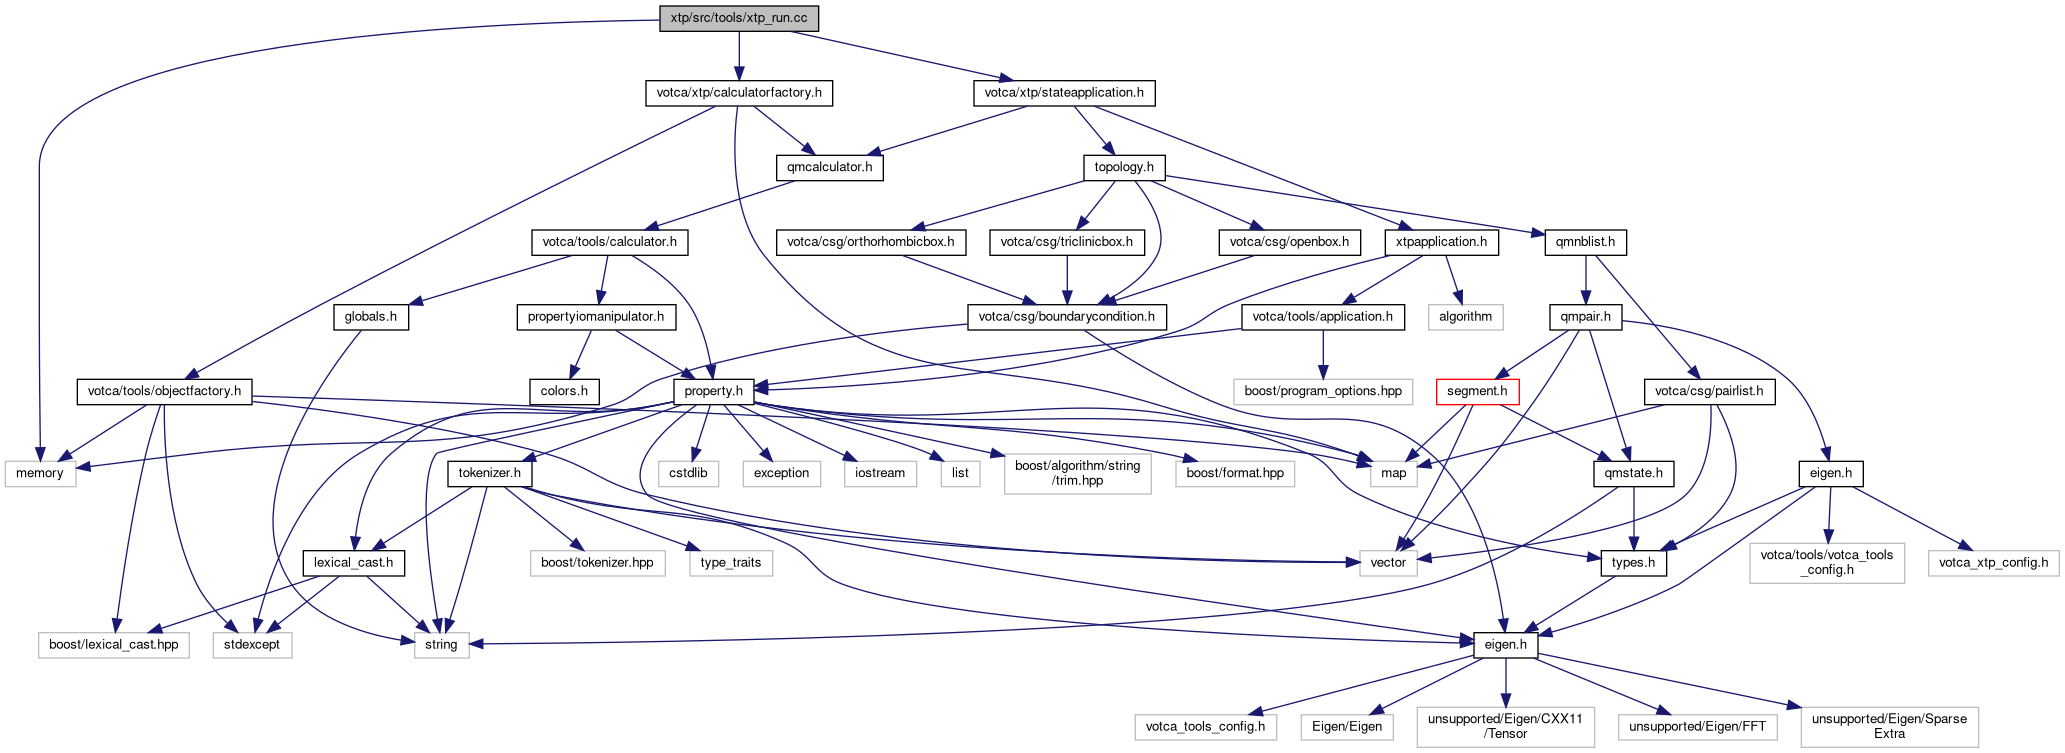 xtp/src/tools/xtp_run.cc
votca/xtp/calculatorfactory.h
votca/xtp/stateapplication.h
qmcalculator.h
topology.h
votca/tools/calculator.h
votca/csg/orthorhombicbox.h
votca/csg/triclinicbox.h
votca/csg/openbox.h
xtpapplication.h
qmnblist.h
globals.h
propertyiomanipulator.h
votca/csg/boundarycondition.h
votca/tools/application.h
algorithm
qmpair.h
votca/tools/objectfactory.h
colors.h
property.h
boost/program_options.hpp
segment.h
votca/csg/pairlist.h
memory
tokenizer.h
cstdlib
exception
iostream
list
boost/algorithm/string
/trim.hpp
boost/format.hpp
map
qmstate.h
eigen.h
lexical_cast.h
boost/tokenizer.hpp
type_traits
vector
types.h
votca/tools/votca_tools
_config.h
votca_xtp_config.h
boost/lexical_cast.hpp
stdexcept
string
eigen.h
votca_tools_config.h
Eigen/Eigen
unsupported/Eigen/CXX11
/Tensor
unsupported/Eigen/FFT
unsupported/Eigen/Sparse
Extra